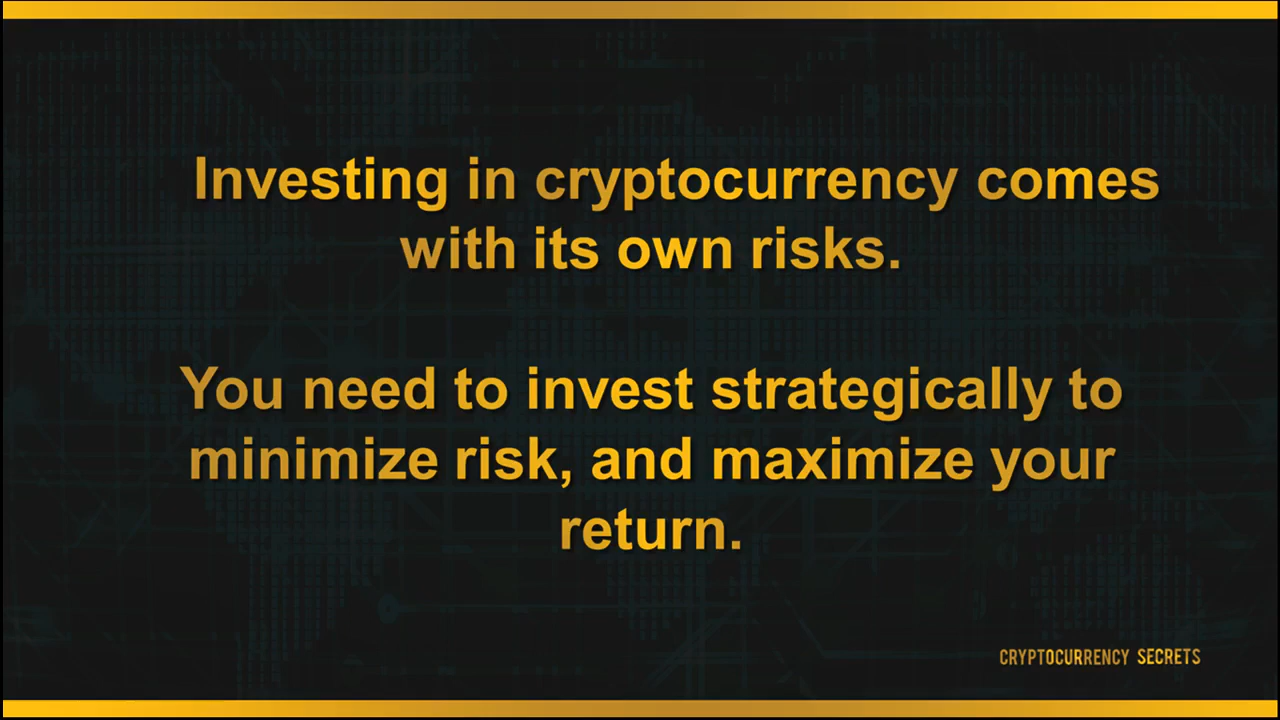 Investing in cryptocurrency comes
with its own risks.
You need to invest strategically to
minimize risk, and maximize your
return.
CRYPTOCURRENCY SECRETS